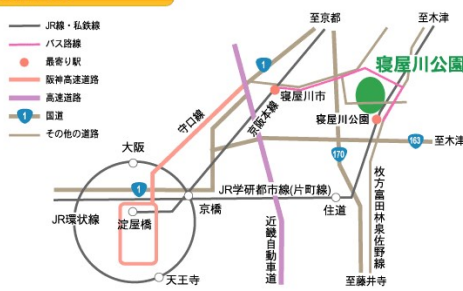 JR線・私鉄線
バス路線
最寄り駅
阪神高速道路
高速道路
1
国道
その他の道路
至京都
至木津
1
寝屋川公園
守口線
京阪本線
寝屋川市
寝屋川公園
163
至木津
170
大阪
1
JR学研都市線(片町線)
京橋
住道
JR環状線
淀屋橋
天王寺
近畿自動車道
枚方富田林泉佐野線
至藤井寺